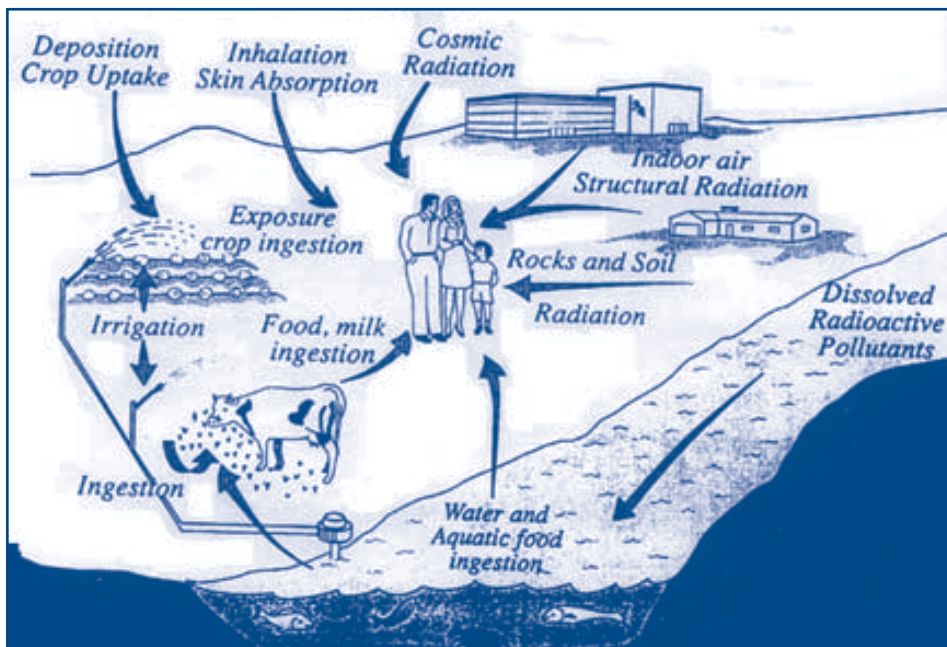 Deposition
Crop Uptake
Inhalation
Skin Absorption
Cosmic
Radiation
Indoor air
Structural Radiation
Exposure
crop ingestion
Rocks and Soil
Radiation
Dissolved
Radioactive
Pollutants
Irrigation
Food, milk
ingestion
Ingestion
Water and
Aquatic food
ingestion